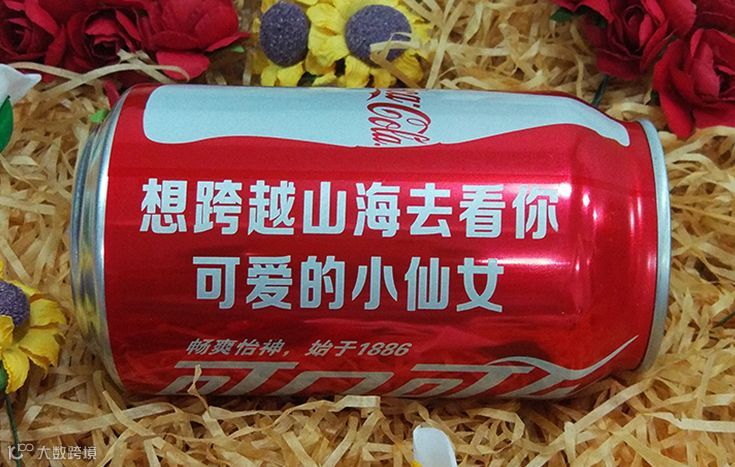 Coca-Cola
想跨越山海去看你
可爱的小仙女
畅爽怡神，始于1886
可口可乐
大数跨境